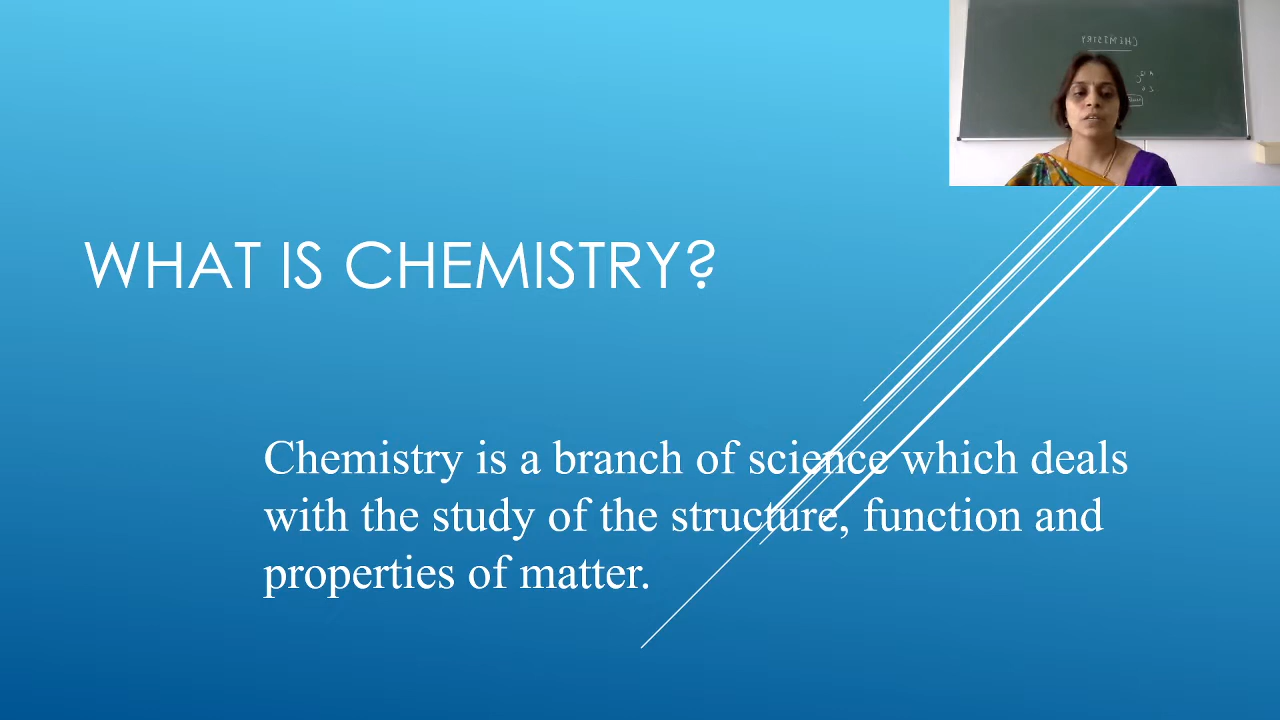 CHEMISTRY
WHAT IS CHEMISTRY?
Chemistry is a branch of science which deals
with the study of the structure, function and
properties of matter.